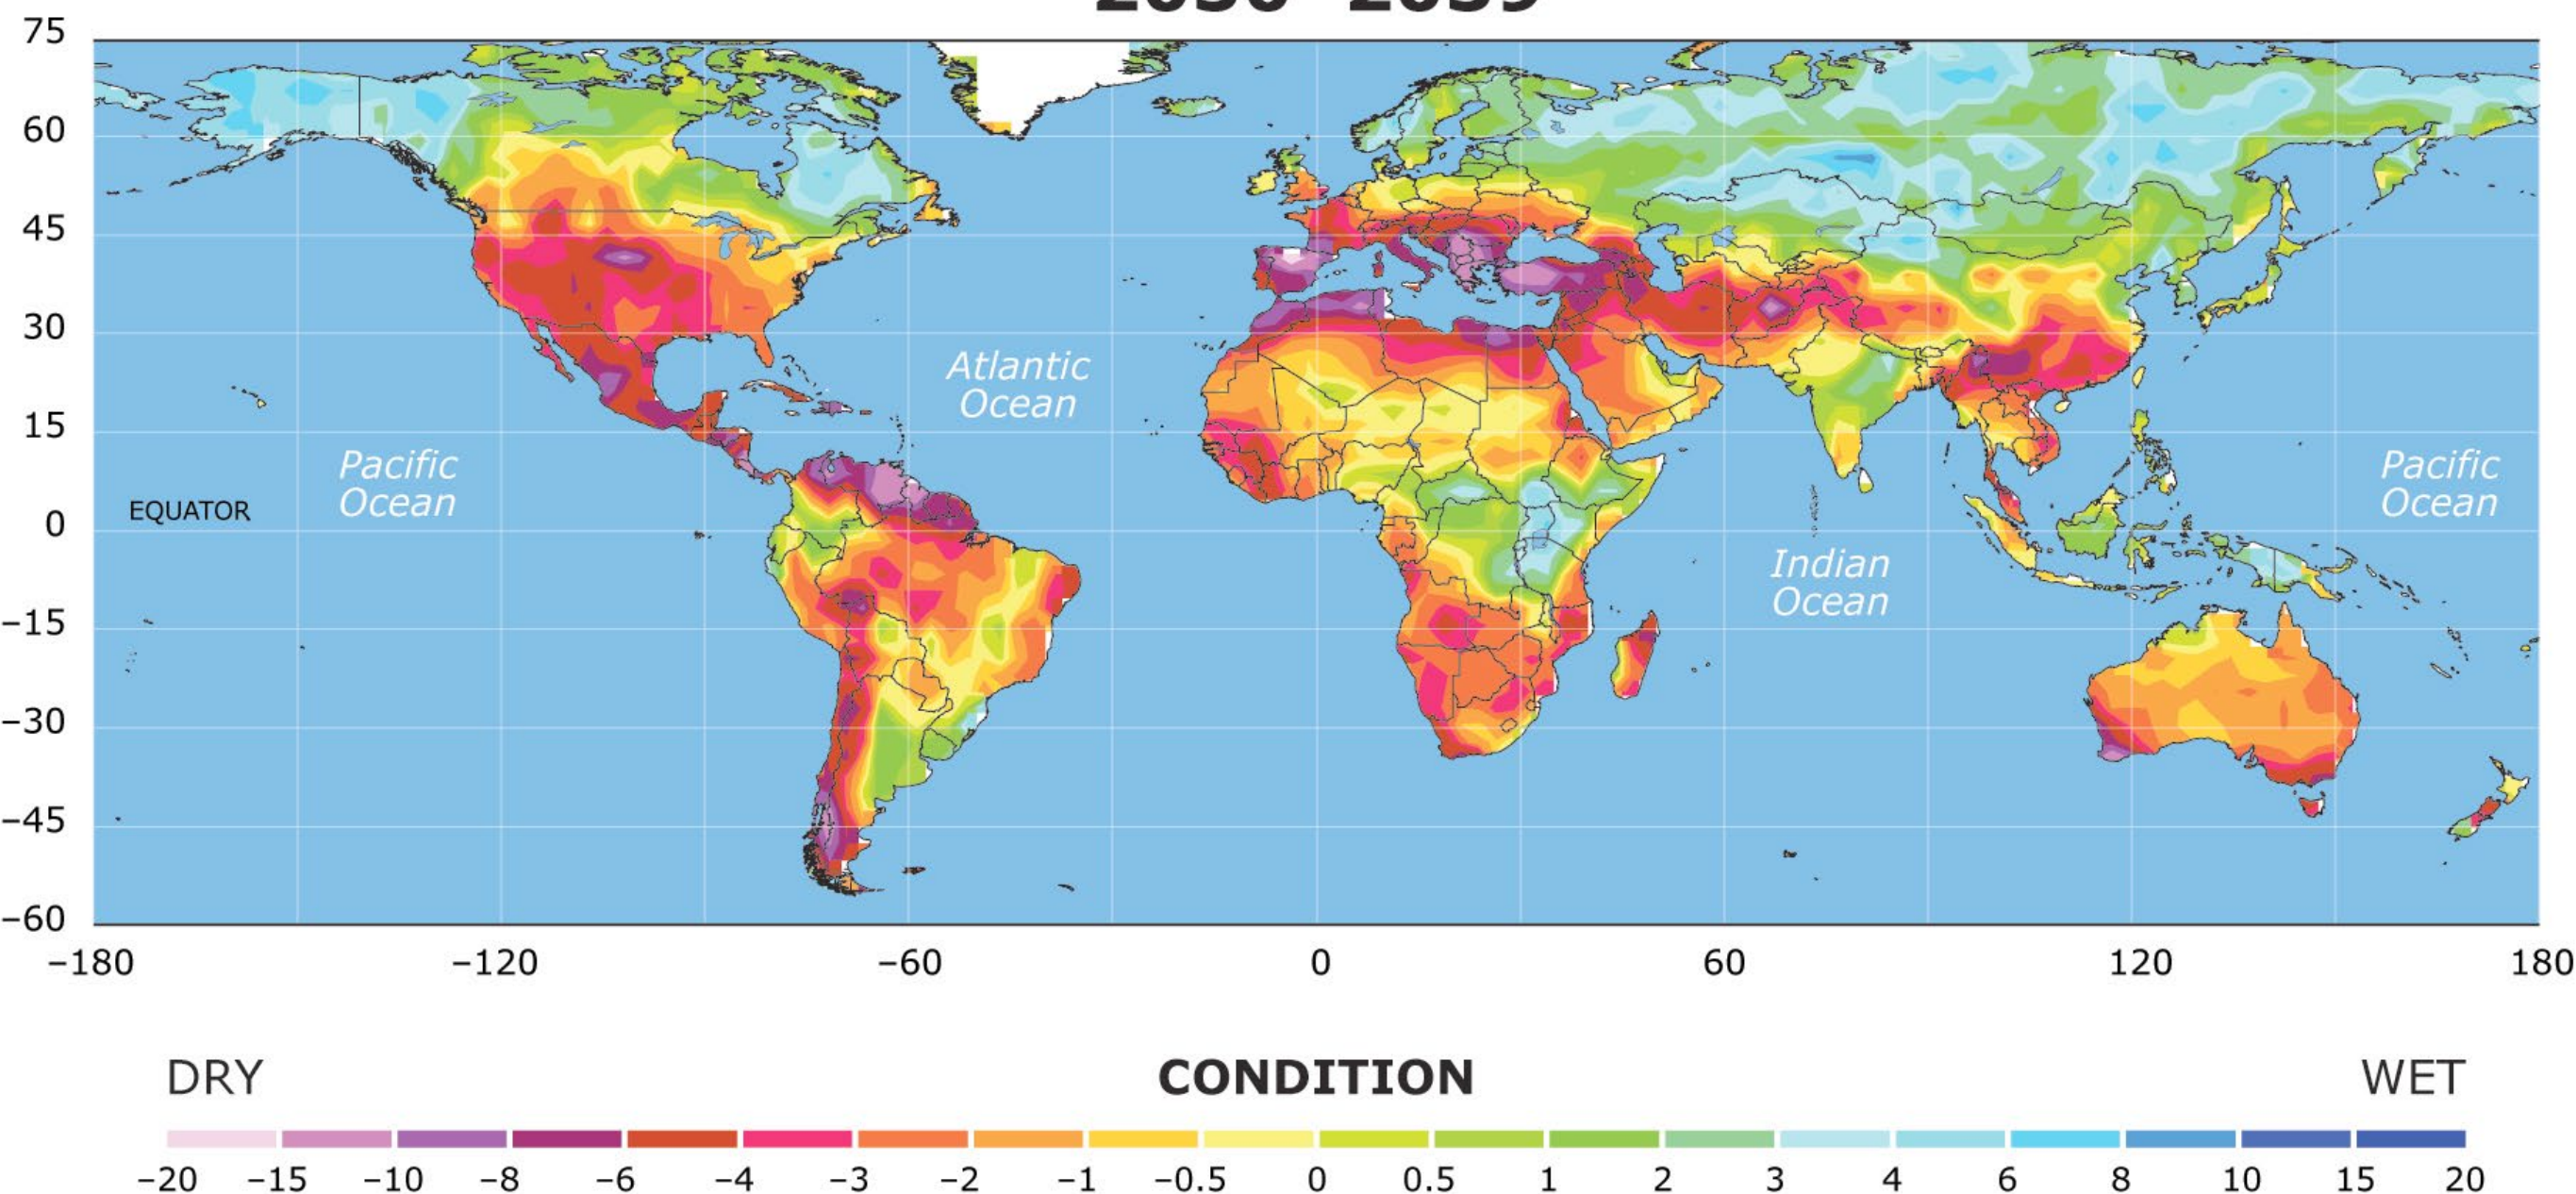 2030–2039
75
60
45
30
15
0
−15
−30
−45
−60
EQUATOR
Pacific
Ocean
Atlantic
Ocean
Indian
Ocean
Pacific
Ocean
−180 −120 −60 0 60 120 180
DRY CONDITION WET
−20 −15 −10 −8 −6 −4 −3 −2 −1 −0.5 0 0.5 1 2 3 4 6 8 10 15 20